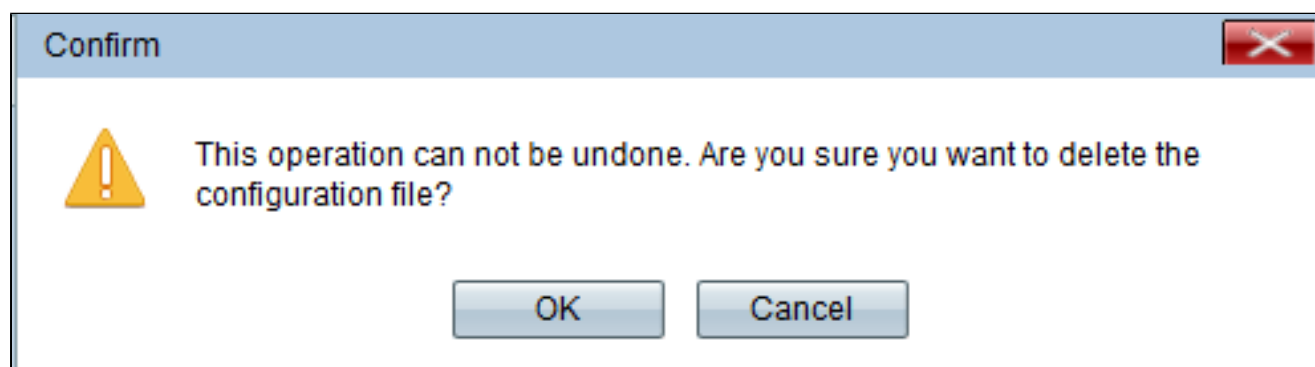 Confirm
This operation can not be undone. Are you sure you want to delete the
configuration file?
OK
Cancel